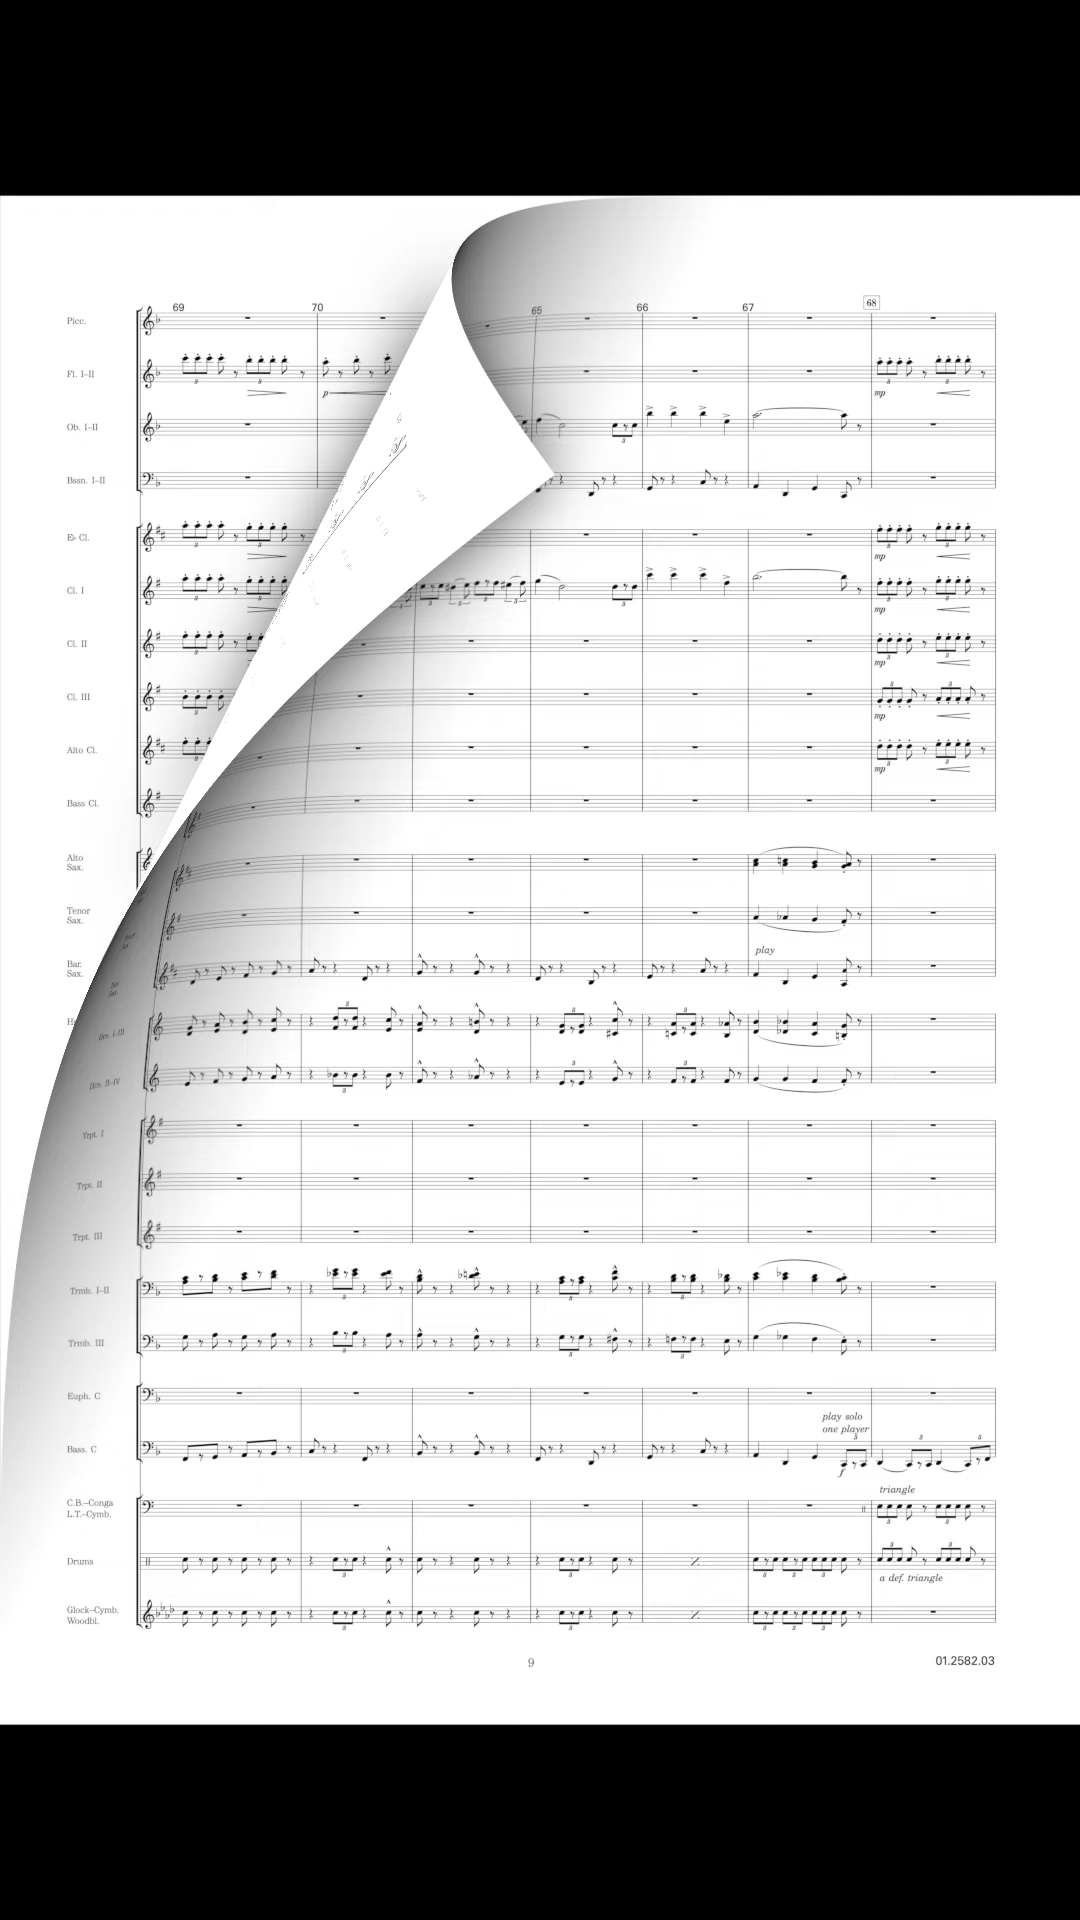 69 70 65 66 67 68
Picc.
Fl. I–II
p mp
Ob. I–II
3
Bssn. I–II
E♭ Cl.
mp
Cl. I
mp
Cl. II
mp
Cl. III
mp
Alto Cl.
mp
Bass Cl.
Alto
Sax.
Tenor
Sax.
play
Bar.
Sax.
Hrn. I–III
Hrn. II–IV
Trpt. I
Trpt. II
Trpt. III
Trmb. I–II
Trmb. III
Euph. C
play solo
one player
Bass. C
f
triangle
C.B.–Conga
L.T.–Cymb.
Drums
a def. triangle
Glock–Cymb.
Woodbl.
9
01.2582.03